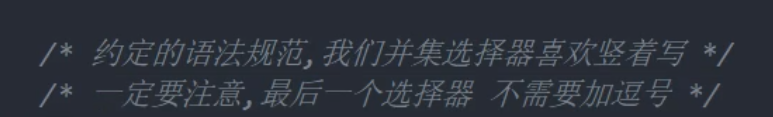 /* 约定的语法规范,我们并集选择器喜欢竖着写 */
/* 一定要注意,最后一个选择器 不需要加逗号 */